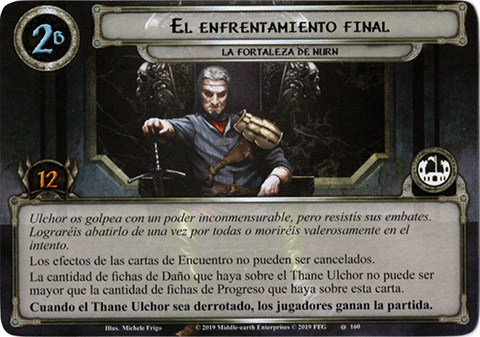 El enfrentamiento final
La Fortaleza de Nurn
2B
12
Ulchor os golpea con un poder inconmensurable, pero resistís sus embates.
Lograréis abatirlo de una vez por todas o moriréis valerosamente en el
intento.
Los efectos de las cartas de Encuentro no pueden ser cancelados.
La cantidad de fichas de Daño que haya sobre el Thane Ulchor no puede ser
mayor que la cantidad de fichas de Progreso que haya sobre esta carta.
Cuando el Thane Ulchor sea derrotado, los jugadores ganan la partida.
Illus. Michele Frigo © 2019 Middle-earth Enterprises © 2019 FFG 160